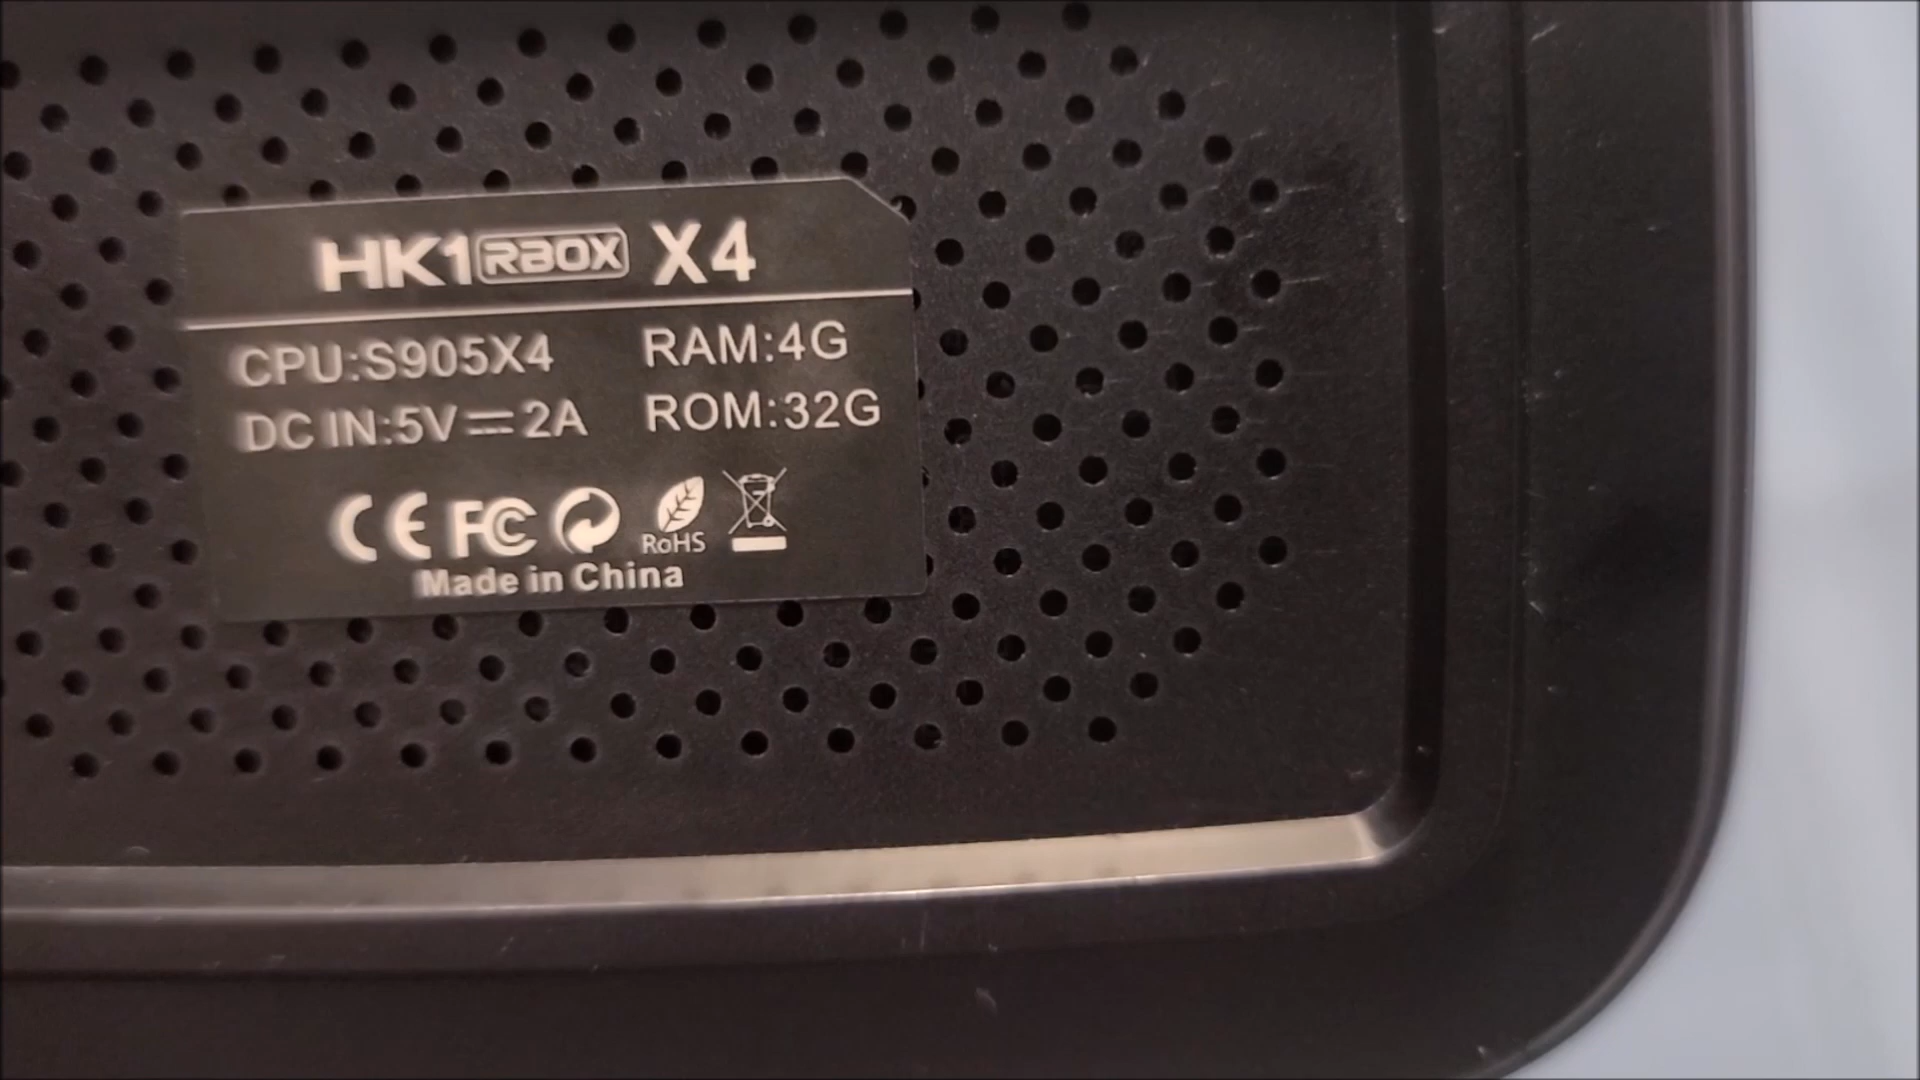 HK1 RBOX X4
CPU:S905X4 RAM:4G
DC IN:5V⎓2A ROM:32G
CE FC RoHS
Made in China